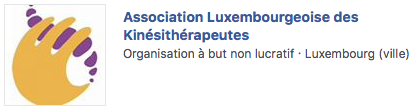 Association Luxembourgeoise des
Kinésithérapeutes
Organisation à but non lucratif · Luxembourg (ville)